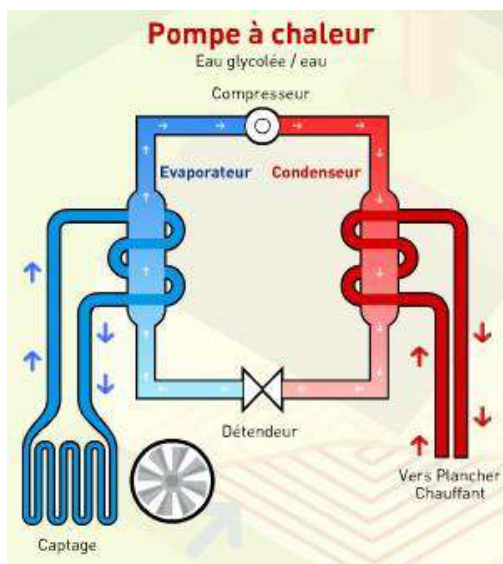 Pompe à chaleur
Eau glycolée / eau
Compresseur
Evaporateur
Condenseur
Détendeur
Vers Plancher
Chauffant
Captage